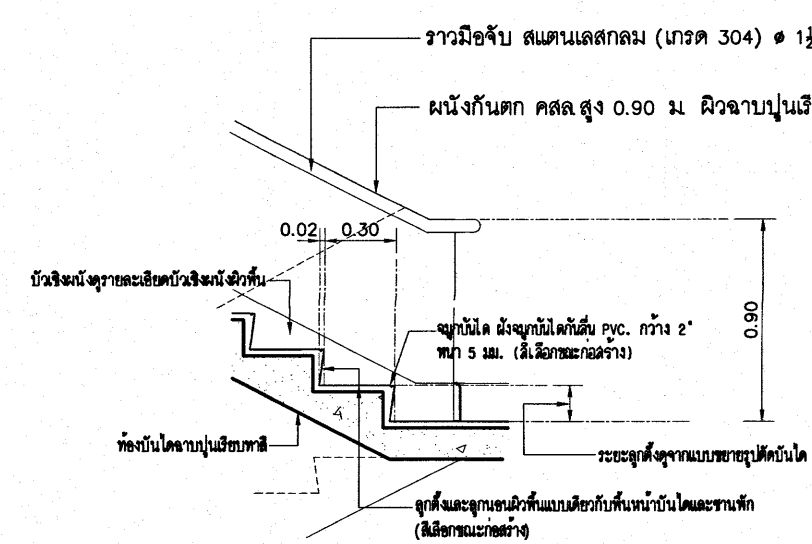 ราวมือจับ สแตนเลสกลม (เกรด 304) ø 1½
ผนังกันตก คสล.สูง 0.90 ม. ผิวฉาบปูนเรี
0.02 0.30
บัวเชิงผนังดูรายละเอียดบัวเชิงผนังผิวพื้น
0.90
จมูกบันได ฝังจมูกบันไดกันลื่น PVC. กว้าง 2"
หนา 5 มม. (สีเลือกขณะก่อสร้าง)
ท้องบันไดฉาบปูนเรียบทาสี
ระยะลูกตั้งดูจากแบบขยายรูปตัดบันได
ลูกตั้งและลูกนอนผิวพื้นแบบเดียวกับพื้นหน้าบันไดและชานพัก
(สีเลือกขณะก่อสร้าง)